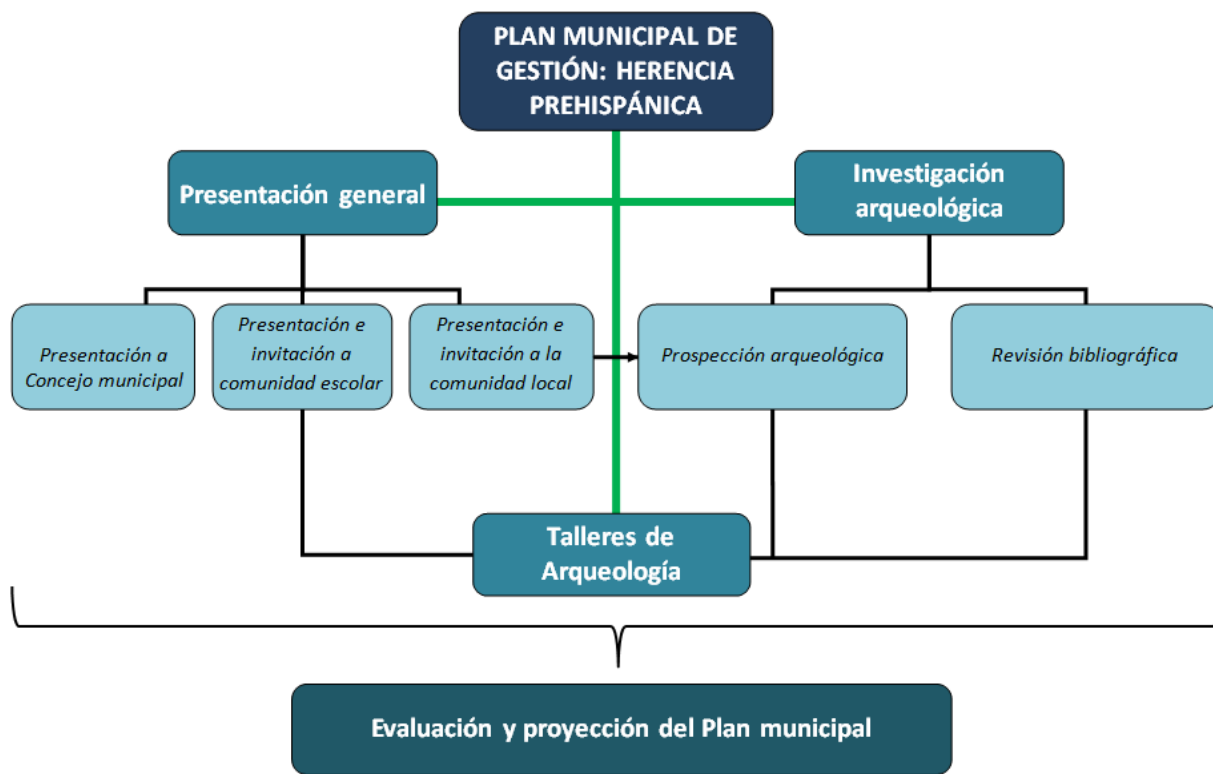 PLAN MUNICIPAL DE
GESTIÓN: HERENCIA
PREHISPÁNICA
Presentación general
Investigación
arqueológica
Presentación a
Concejo municipal
Presentación e
invitación a
comunidad escolar
Presentación e
invitación a la
comunidad local
Prospección arqueológica
Revisión bibliográfica
Talleres de
Arqueología
Evaluación y proyección del Plan municipal